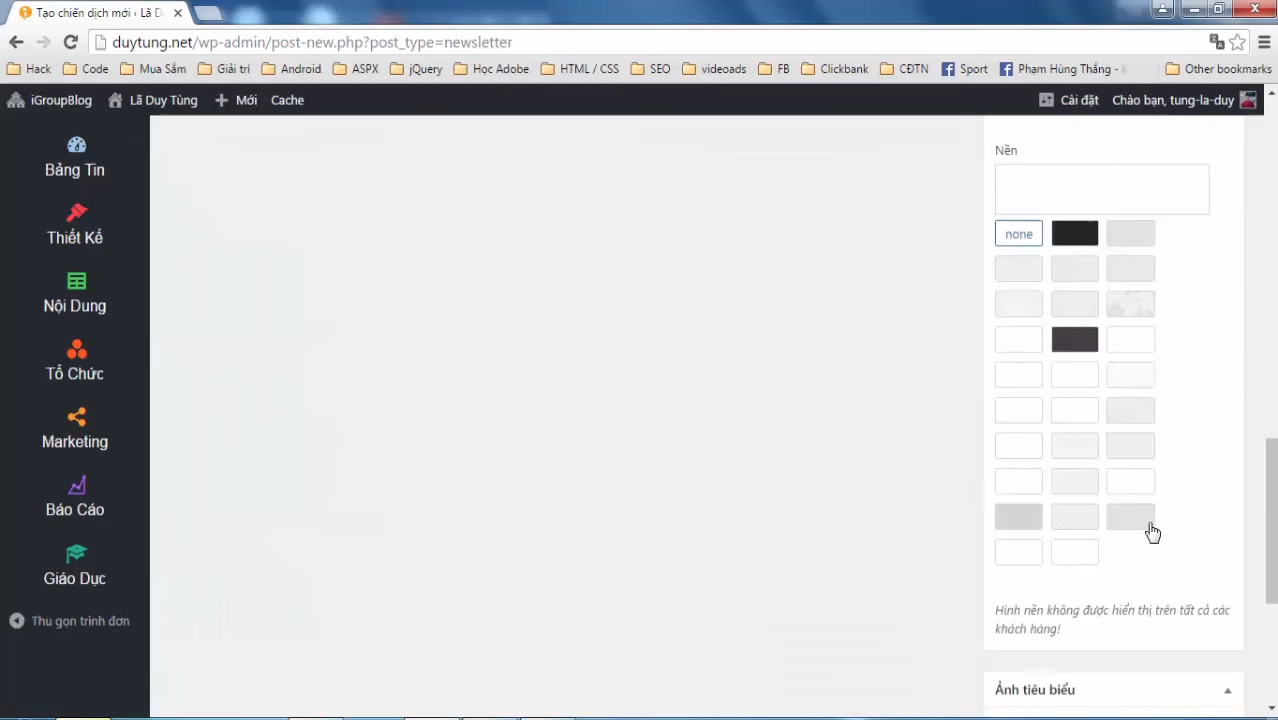 Tạo chiến dịch mới ‹ Lã D
duytung.net/wp-admin/post-new.php?post_type=newsletter
Hack
Code
Mua Sắm
Giải trí
Android
ASPX
jQuery
Học Adobe
HTML / CSS
SEO
videoads
FB
Clickbank
CĐTN
Sport
Phạm Hùng Thắng -
Other bookmarks
iGroupBlog
Lã Duy Tùng
Mới
Cache
Cài đặt
Chào bạn, tung-la-duy
Bảng Tin
Thiết Kế
Nội Dung
Tổ Chức
Marketing
Báo Cáo
Giáo Dục
Thu gọn trình đơn
Nền
none
Hình nền không được hiển thị trên tất cả các
khách hàng!
Ảnh tiêu biểu